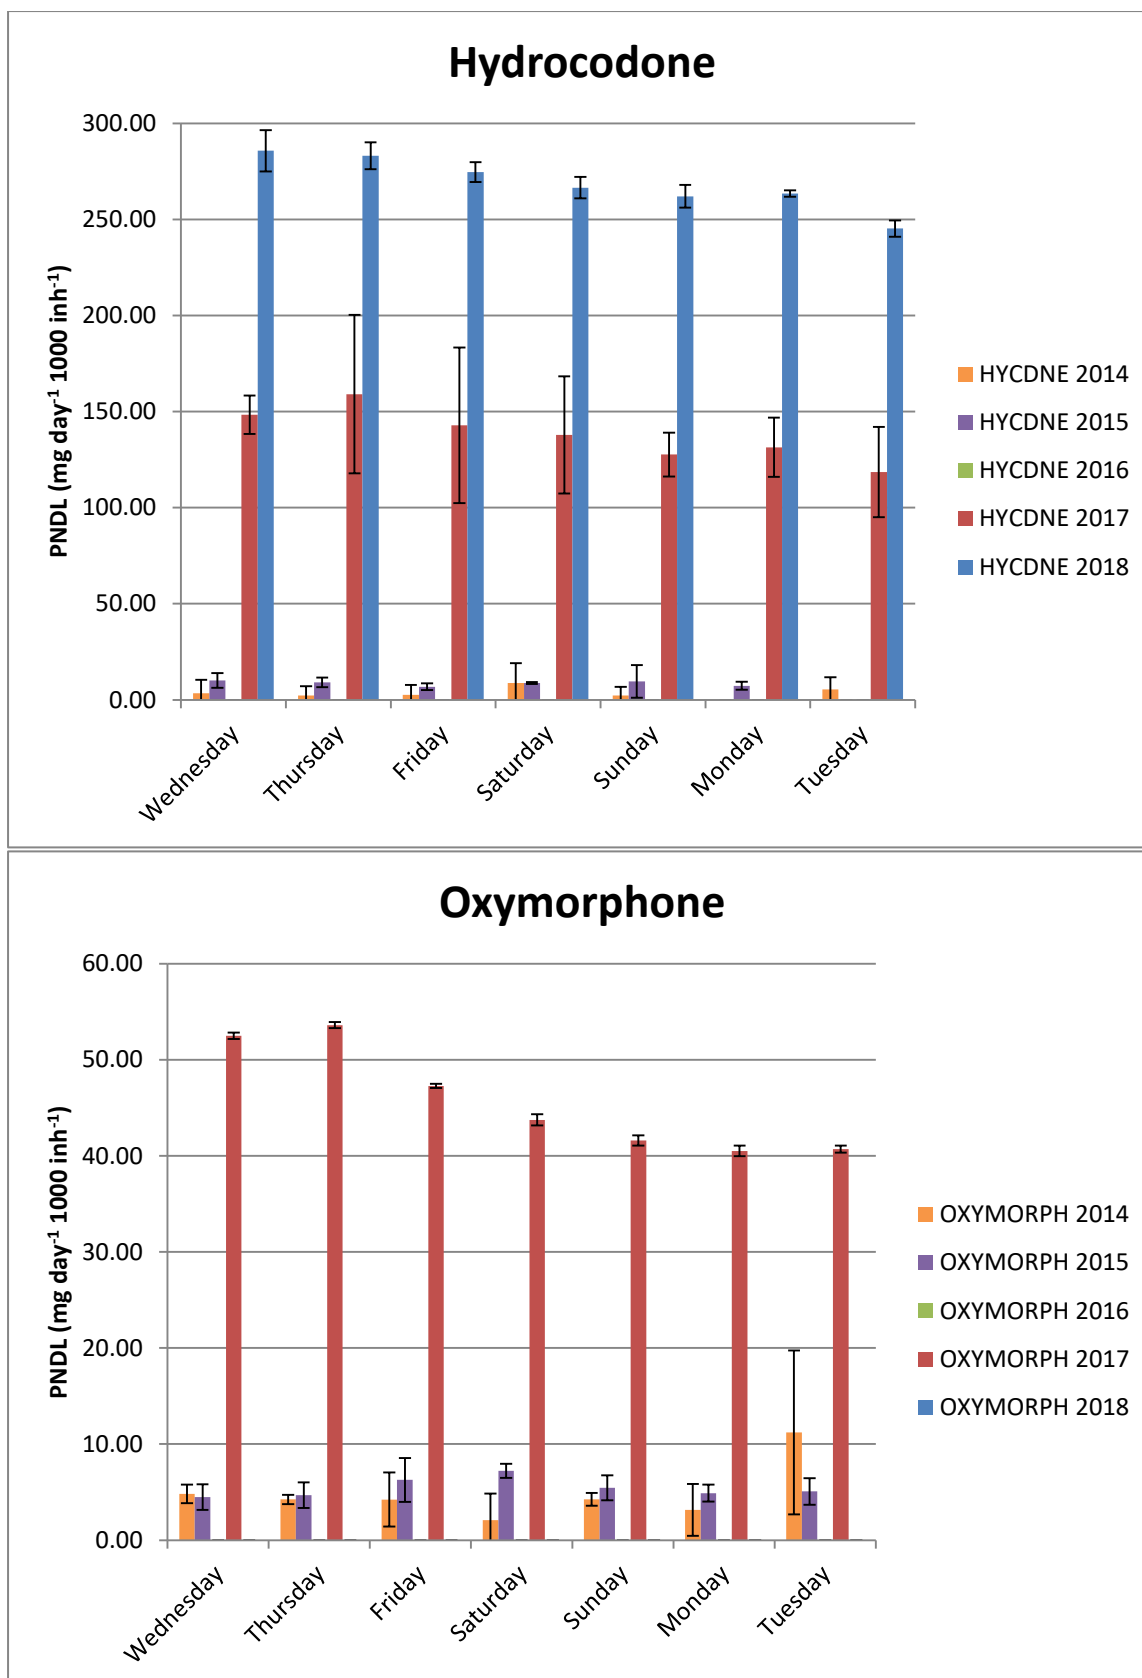 Hydrocodone
300.00
250.00
200.00
150.00
100.00
50.00
0.00
PNDL (mg day⁻¹ 1000 inh⁻¹)
Wednesday
Thursday
Friday
Saturday
Sunday
Monday
Tuesday
HYCDNE 2014
HYCDNE 2015
HYCDNE 2016
HYCDNE 2017
HYCDNE 2018
Oxymorphone
60.00
50.00
40.00
30.00
20.00
10.00
0.00
PNDL (mg day⁻¹ 1000 inh⁻¹)
Wednesday
Thursday
Friday
Saturday
Sunday
Monday
Tuesday
OXYMORPH 2014
OXYMORPH 2015
OXYMORPH 2016
OXYMORPH 2017
OXYMORPH 2018